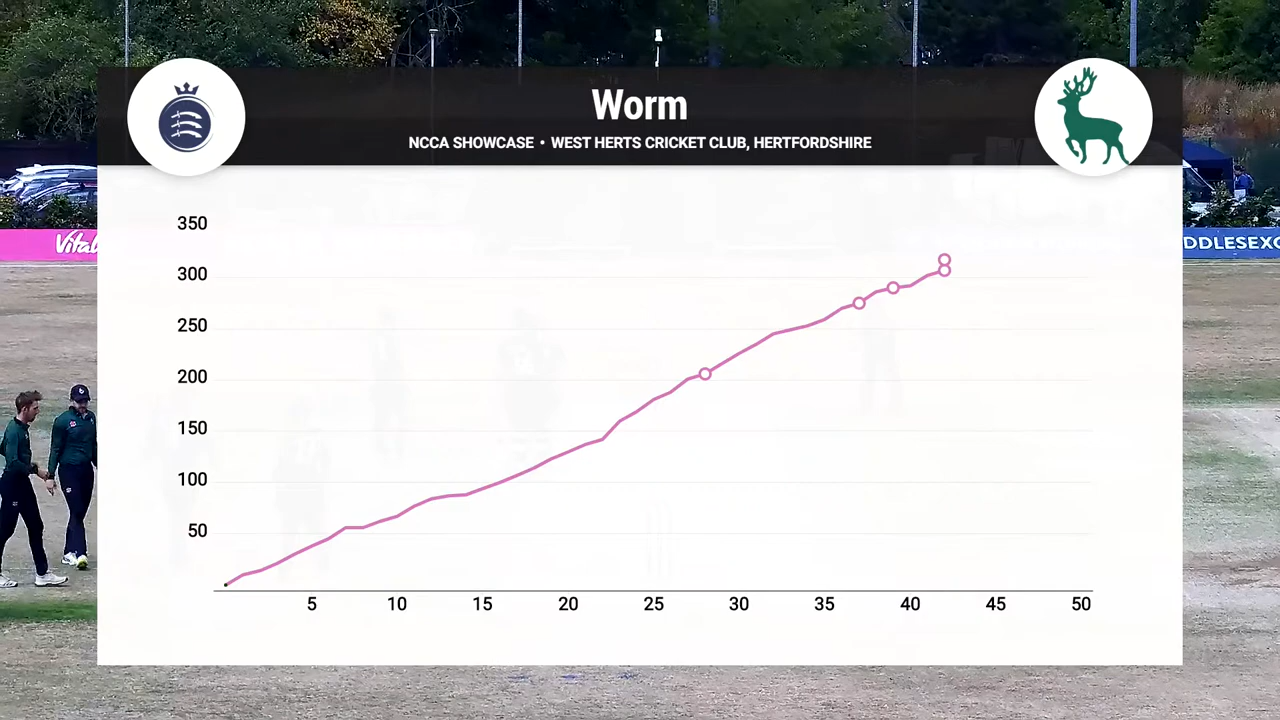 Worm
NCCA SHOWCASE • WEST HERTS CRICKET CLUB, HERTFORDSHIRE
Vital
DDLESEX
350
300
250
200
150
100
50
5 10 15 20 25 30 35 40 45 50